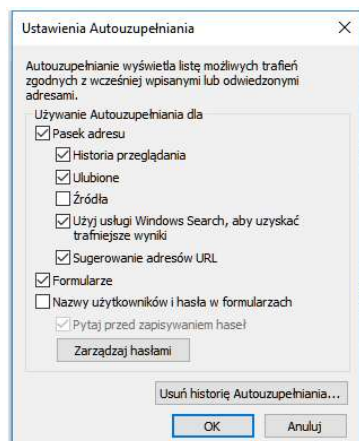 Ustawienia Autouzupełniania
Autouzupełnianie wyświetla listę możliwych trafień
zgodnych z wcześniej wpisanymi lub odwiedzonymi
adresami.
Używanie Autouzupełniania dla
Pasek adresu
Historia przeglądania
Ulubione
Źródła
Użyj usługi Windows Search, aby uzyskać
trafniejsze wyniki
Sugerowanie adresów URL
Formularze
Nazwy użytkowników i hasła w formularzach
Pytaj przed zapisywaniem haseł
Zarządzaj hasłami
Usuń historię Autouzupełniania...
OK Anuluj